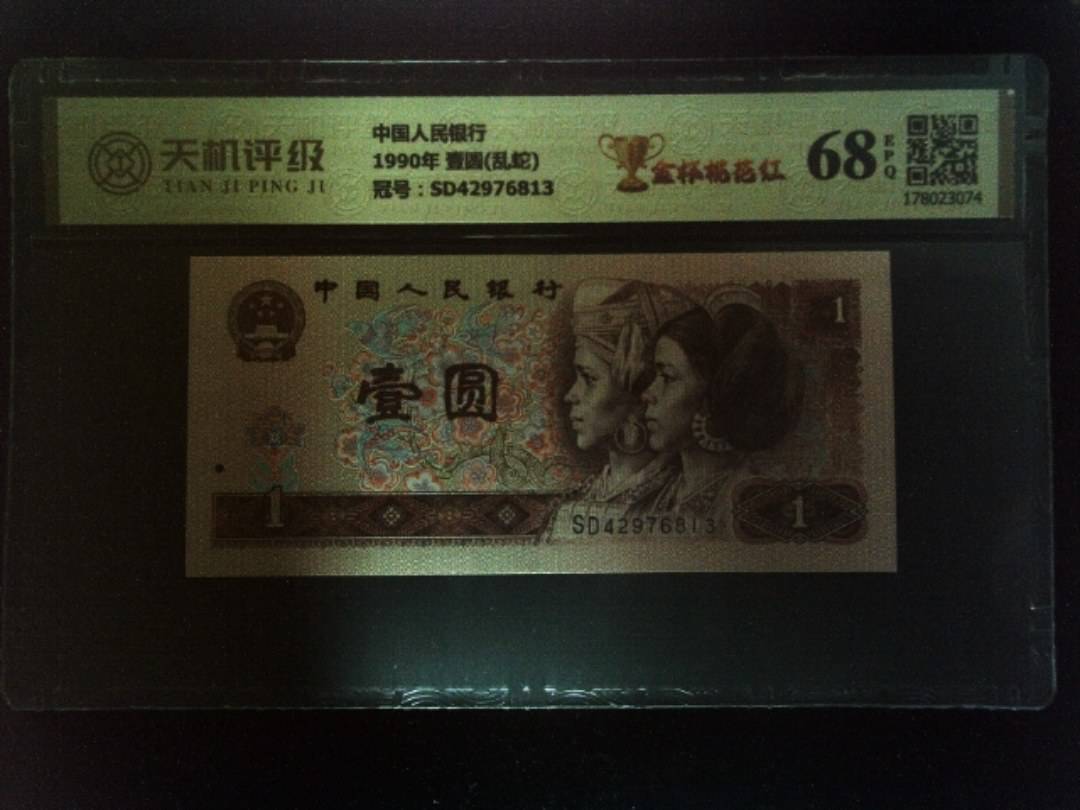 天机评级
TIAN JI PING JI
中国人民银行
1990年 壹圆(乱蛇)
冠号：SD42976813
金杯桃花红
68
EPQ
178023074
中国人民银行
1
壹圆
1
SD42976813
1